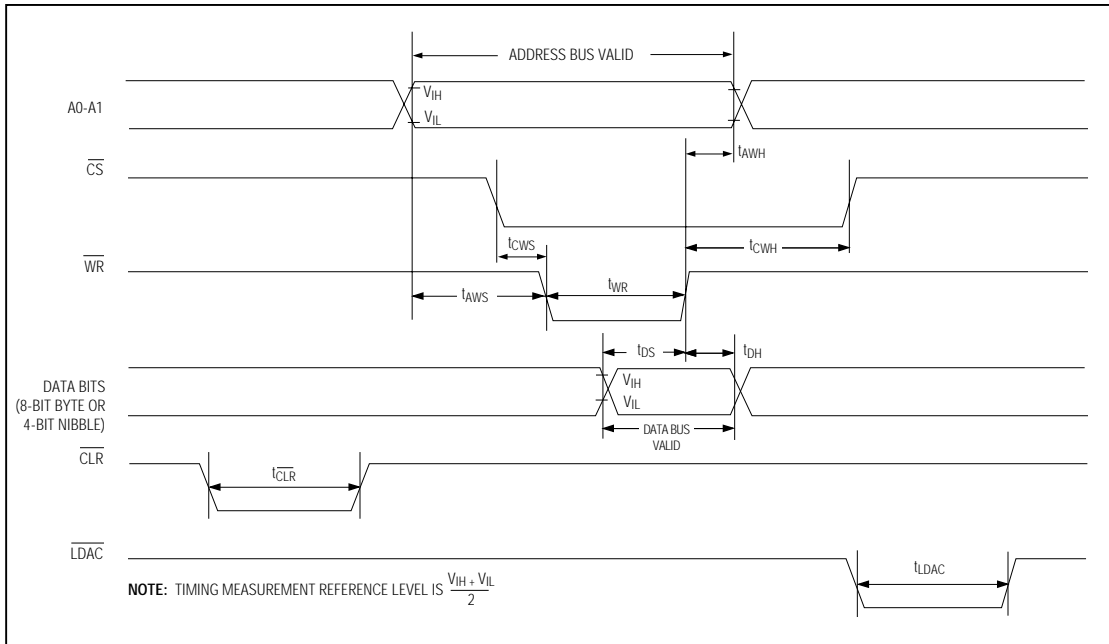 ADDRESS BUS VALID
A0-A1
VIH
VIL
tAWH
CS
tCWS
tCWH
WR
tAWS
tWR
tDS
tDH
DATA BITS
(8-BIT BYTE OR
4-BIT NIBBLE)
VIH
VIL
DATA BUS
VALID
CLR
tCLR
LDAC
tLDAC
NOTE: TIMING MEASUREMENT REFERENCE LEVEL IS VIH + VIL
2